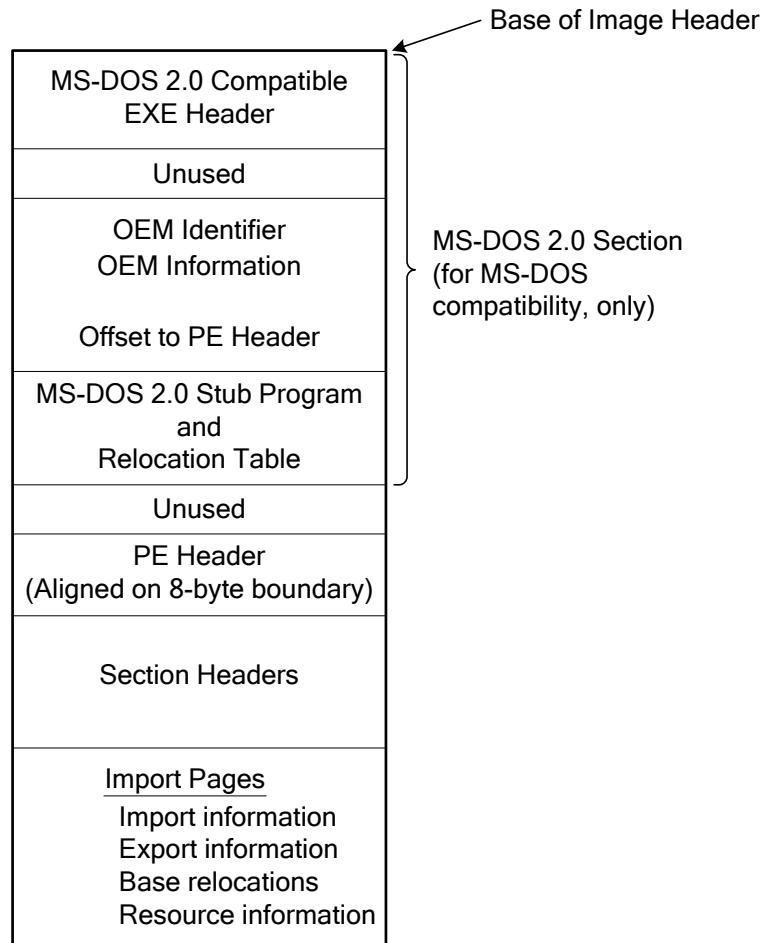 Base of Image Header
MS-DOS 2.0 Compatible
EXE Header
Unused
OEM Identifier
OEM Information
Offset to PE Header
MS-DOS 2.0 Section
(for MS-DOS
compatibility, only)
MS-DOS 2.0 Stub Program
and
Relocation Table
Unused
PE Header
(Aligned on 8-byte boundary)
Section Headers
Import Pages
Import information
Export information
Base relocations
Resource information